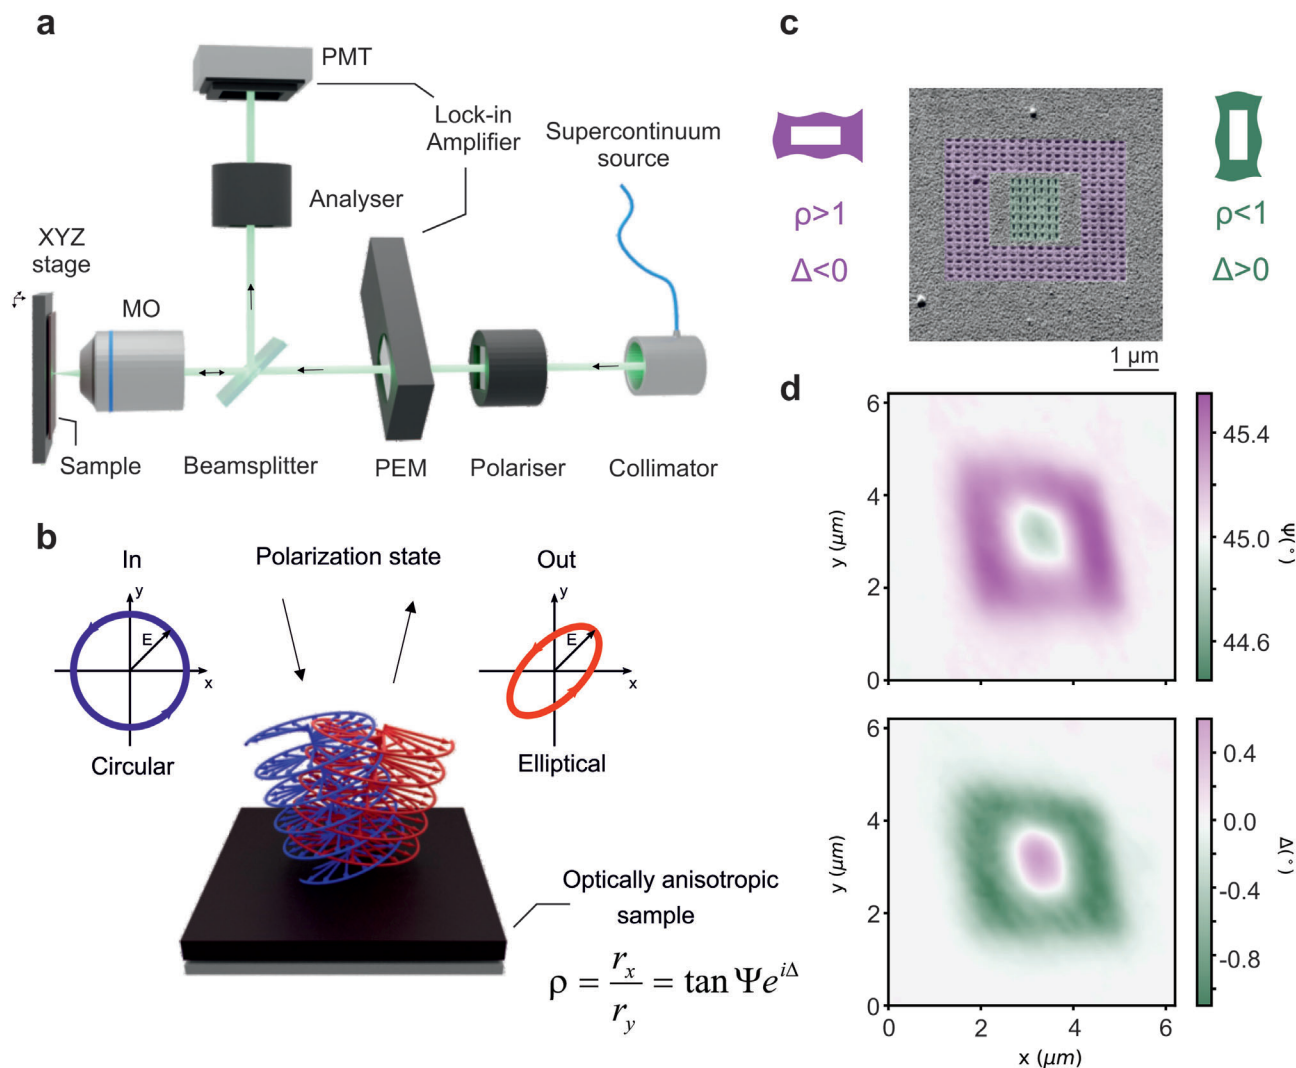 a
PMT
Lock-in
Amplifier
Supercontinuum
source
Analyser
XYZ
stage
MO
Sample
Beamsplitter
PEM
Polariser
Collimator
b
In
Polarization state
Out
y
E
x
y
E
x
Circular
Elliptical
Optically anisotropic
sample
ρ = r_x / r_y = tan Ψe^{iΔ}
c
ρ>1
Δ<0
ρ<1
Δ>0
1 μm
d
6
4
2
0
y (μm)
45.4
45.0
44.6
Ψ(°)
6
4
2
0
y (μm)
0
2
4
6
x (μm)
0.4
0.0
-0.4
-0.8
Δ(°)